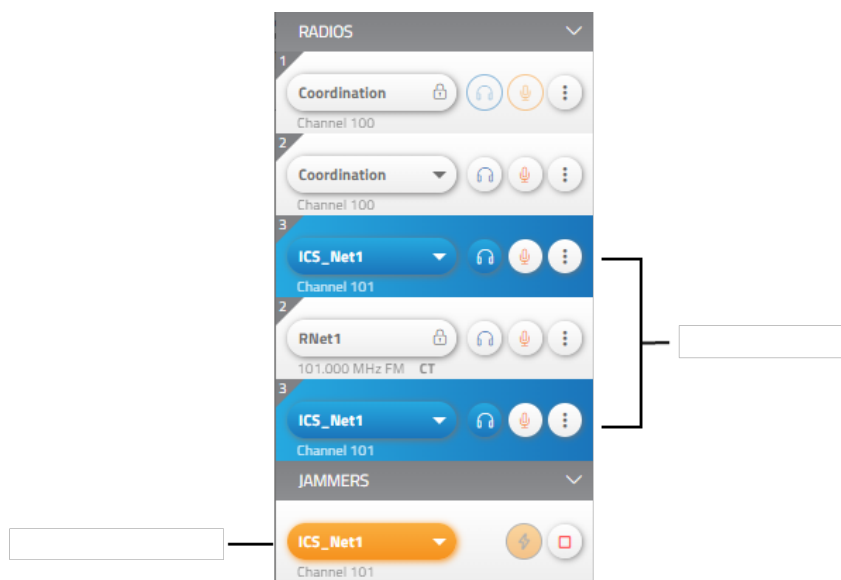 RADIOS
1
Coordination
Channel 100
2
Coordination
Channel 100
3
ICS_Net1
Channel 101
2
RNet1
101.000 MHz FM CT
3
ICS_Net1
Channel 101
JAMMERS
ICS_Net1
Channel 101